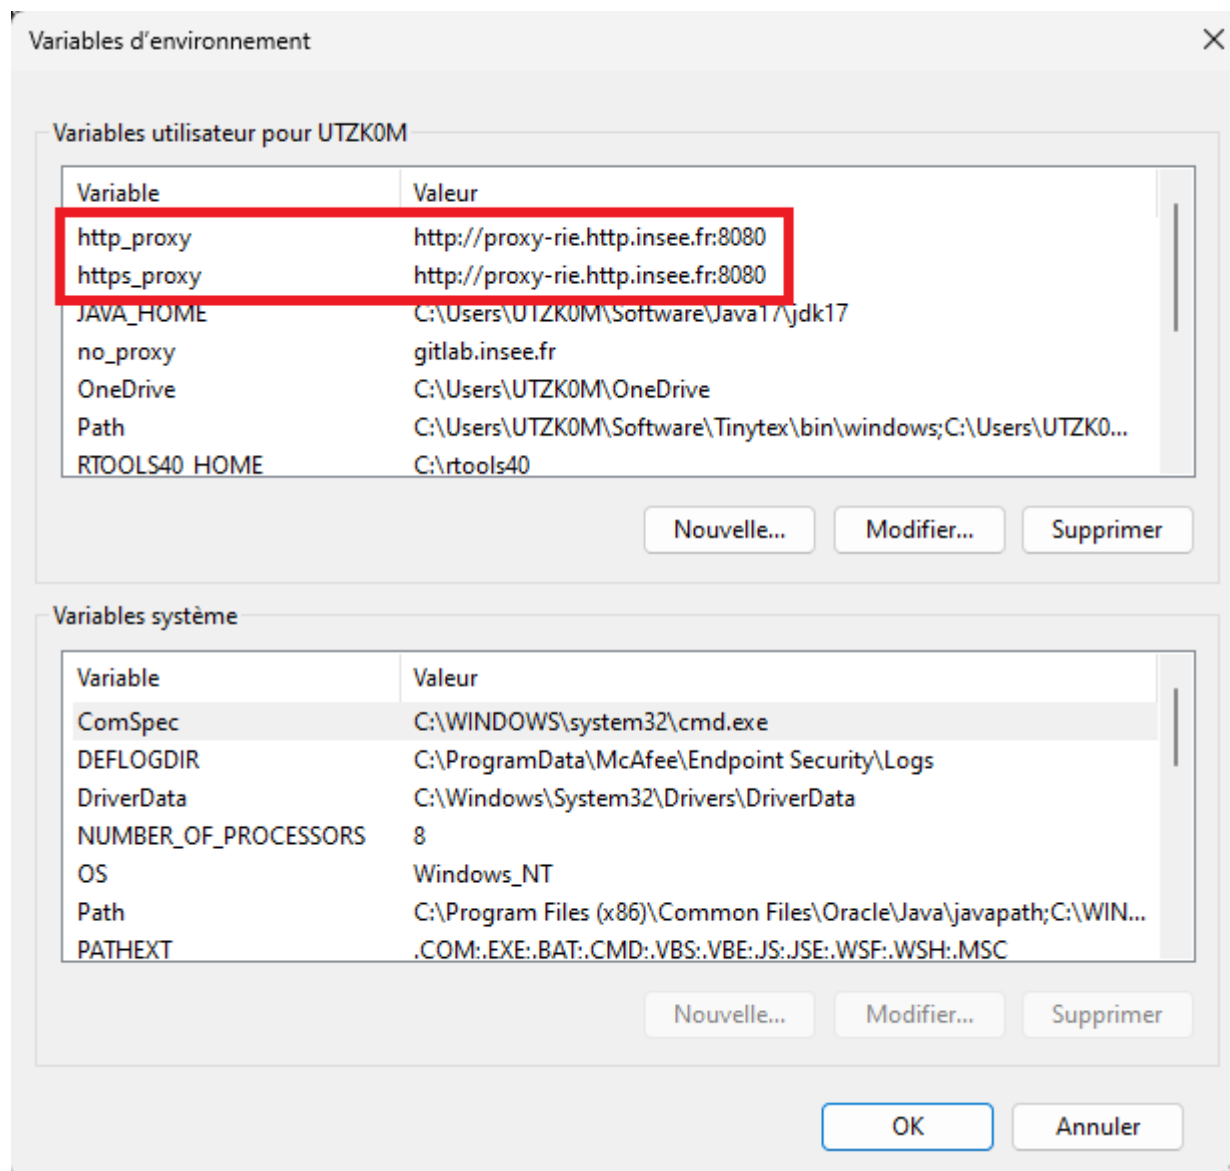 Variables d'environnement
Variables utilisateur pour UTZK0M
Variable Valeur
http_proxy http://proxy-rie.http.insee.fr:8080
https_proxy http://proxy-rie.http.insee.fr:8080
JAVA_HOME C:\Users\UTZK0M\Software\Java17\jdk17
no_proxy gitlab.insee.fr
OneDrive C:\Users\UTZK0M\OneDrive
Path C:\Users\UTZK0M\Software\Tinytex\bin\windows;C:\Users\UTZK0...
RTOOLS40_HOME C:\rtools40
Nouvelle... Modifier... Supprimer
Variables système
Variable Valeur
ComSpec C:\WINDOWS\system32\cmd.exe
DEFLOGDIR C:\ProgramData\McAfee\Endpoint Security\Logs
DriverData C:\Windows\System32\Drivers\DriverData
NUMBER_OF_PROCESSORS 8
OS Windows_NT
Path C:\Program Files (x86)\Common Files\Oracle\Java\javapath;C:\WIN...
PATHEXT .COM;.EXE;.BAT;.CMD;.VBS;.VBE;.JS;.JSE;.WSF;.WSH;.MSC
Nouvelle... Modifier... Supprimer
OK Annuler